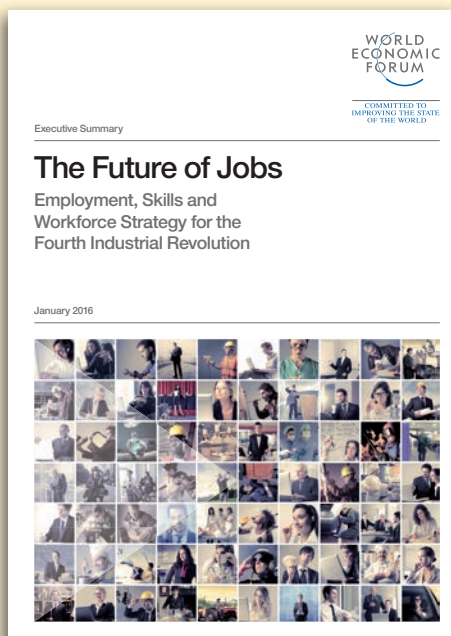 WORLD
ECONOMIC
FORUM
COMMITTED TO
IMPROVING THE STATE
OF THE WORLD
Executive Summary
The Future of Jobs
Employment, Skills and
Workforce Strategy for the
Fourth Industrial Revolution
January 2016